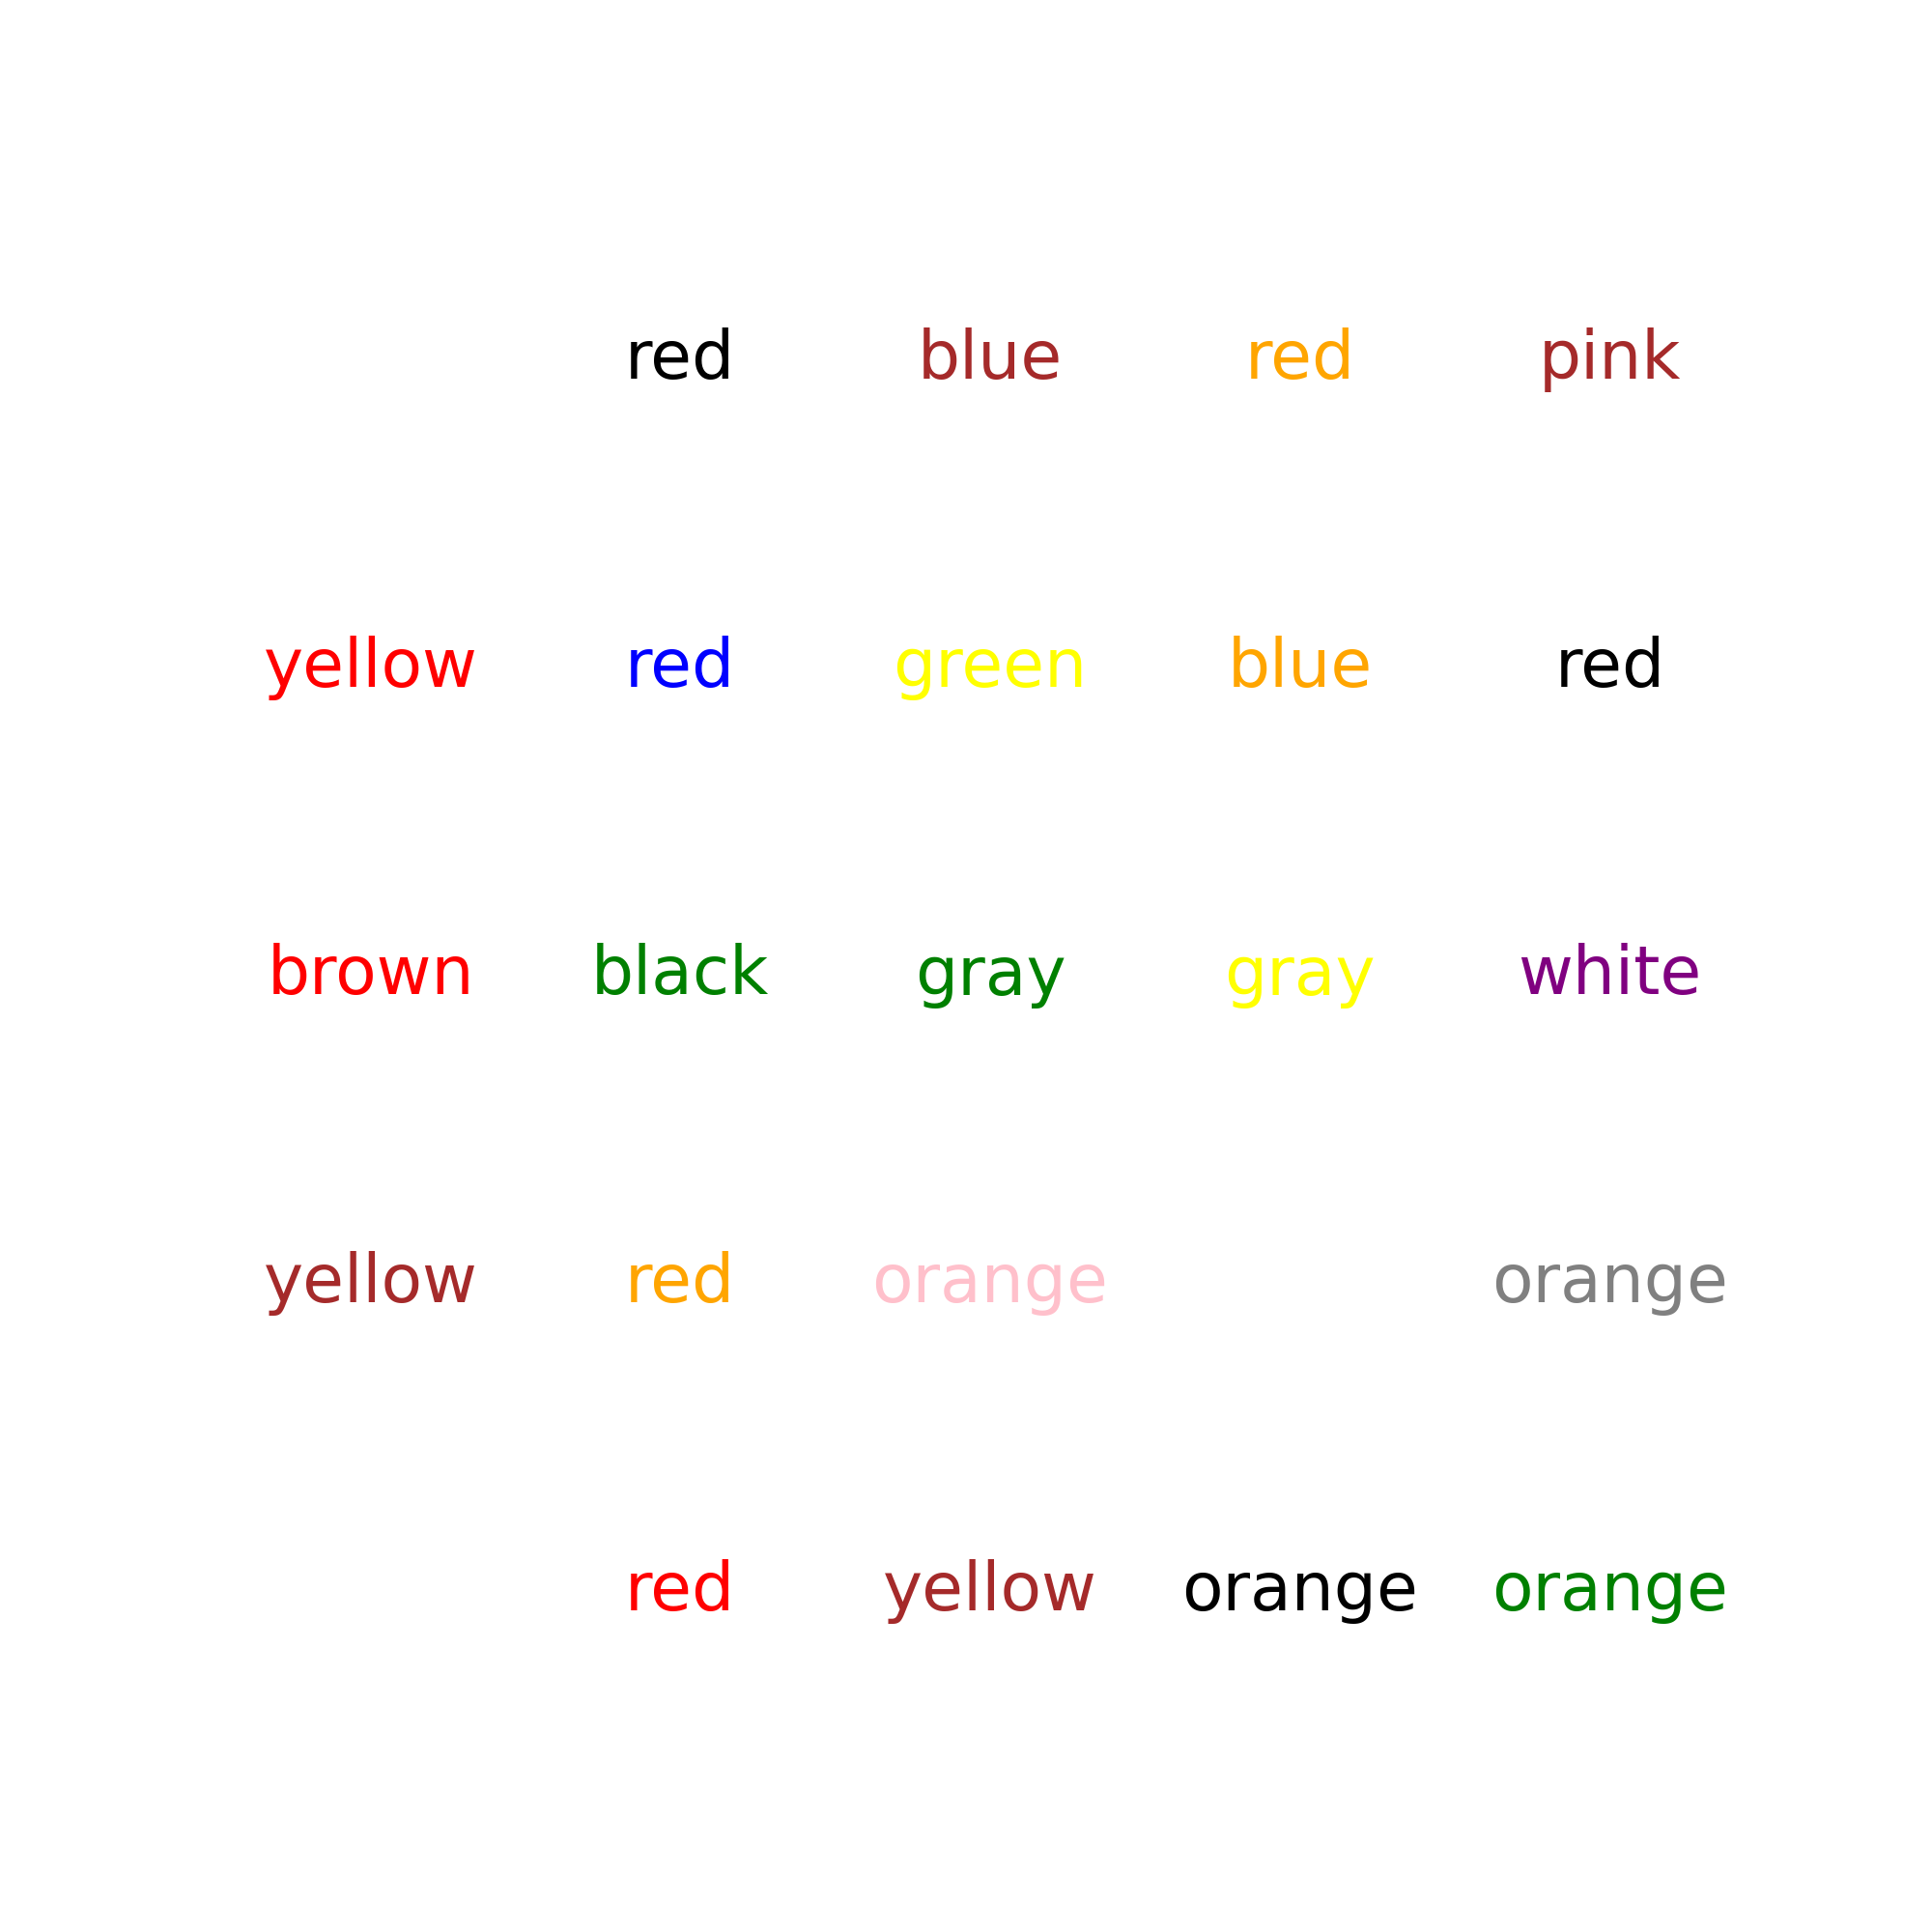 red blue red pink
yellow red green blue red
brown black gray gray white
yellow red orange orange
red yellow orange orange